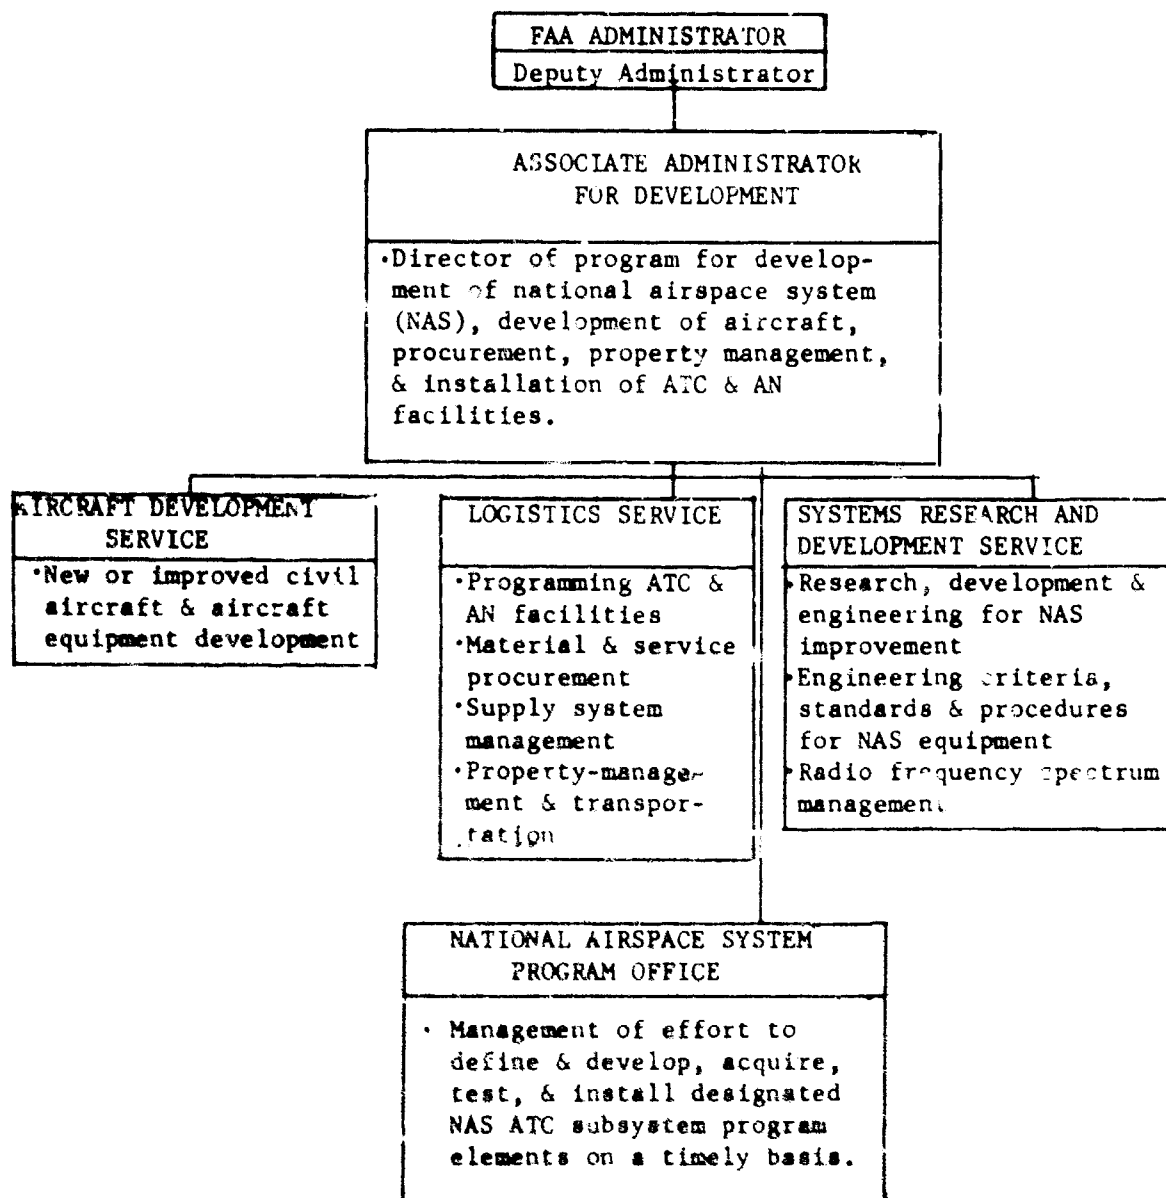 FAA ADMINISTRATOR
Deputy Administrator
ASSOCIATE ADMINISTRATOR
FOR DEVELOPMENT
·Director of program for develop-
ment of national airspace system
(NAS), development of aircraft,
procurement, property management,
& installation of ATC & AN
facilities.
AIRCRAFT DEVELOPMENT
SERVICE
·New or improved civil
aircraft & aircraft
equipment development
LOGISTICS SERVICE
·Programming ATC &
AN facilities
·Material & service
procurement
·Supply system
management
·Property-manage-
ment & transpor-
tation
SYSTEMS RESEARCH AND
DEVELOPMENT SERVICE
·Research, development &
engineering for NAS
improvement
·Engineering criteria,
standards & procedures
for NAS equipment
·Radio frequency spectrum
management
NATIONAL AIRSPACE SYSTEM
PROGRAM OFFICE
· Management of effort to
define & develop, acquire,
test, & install designated
NAS ATC subsystem program
elements on a timely basis.